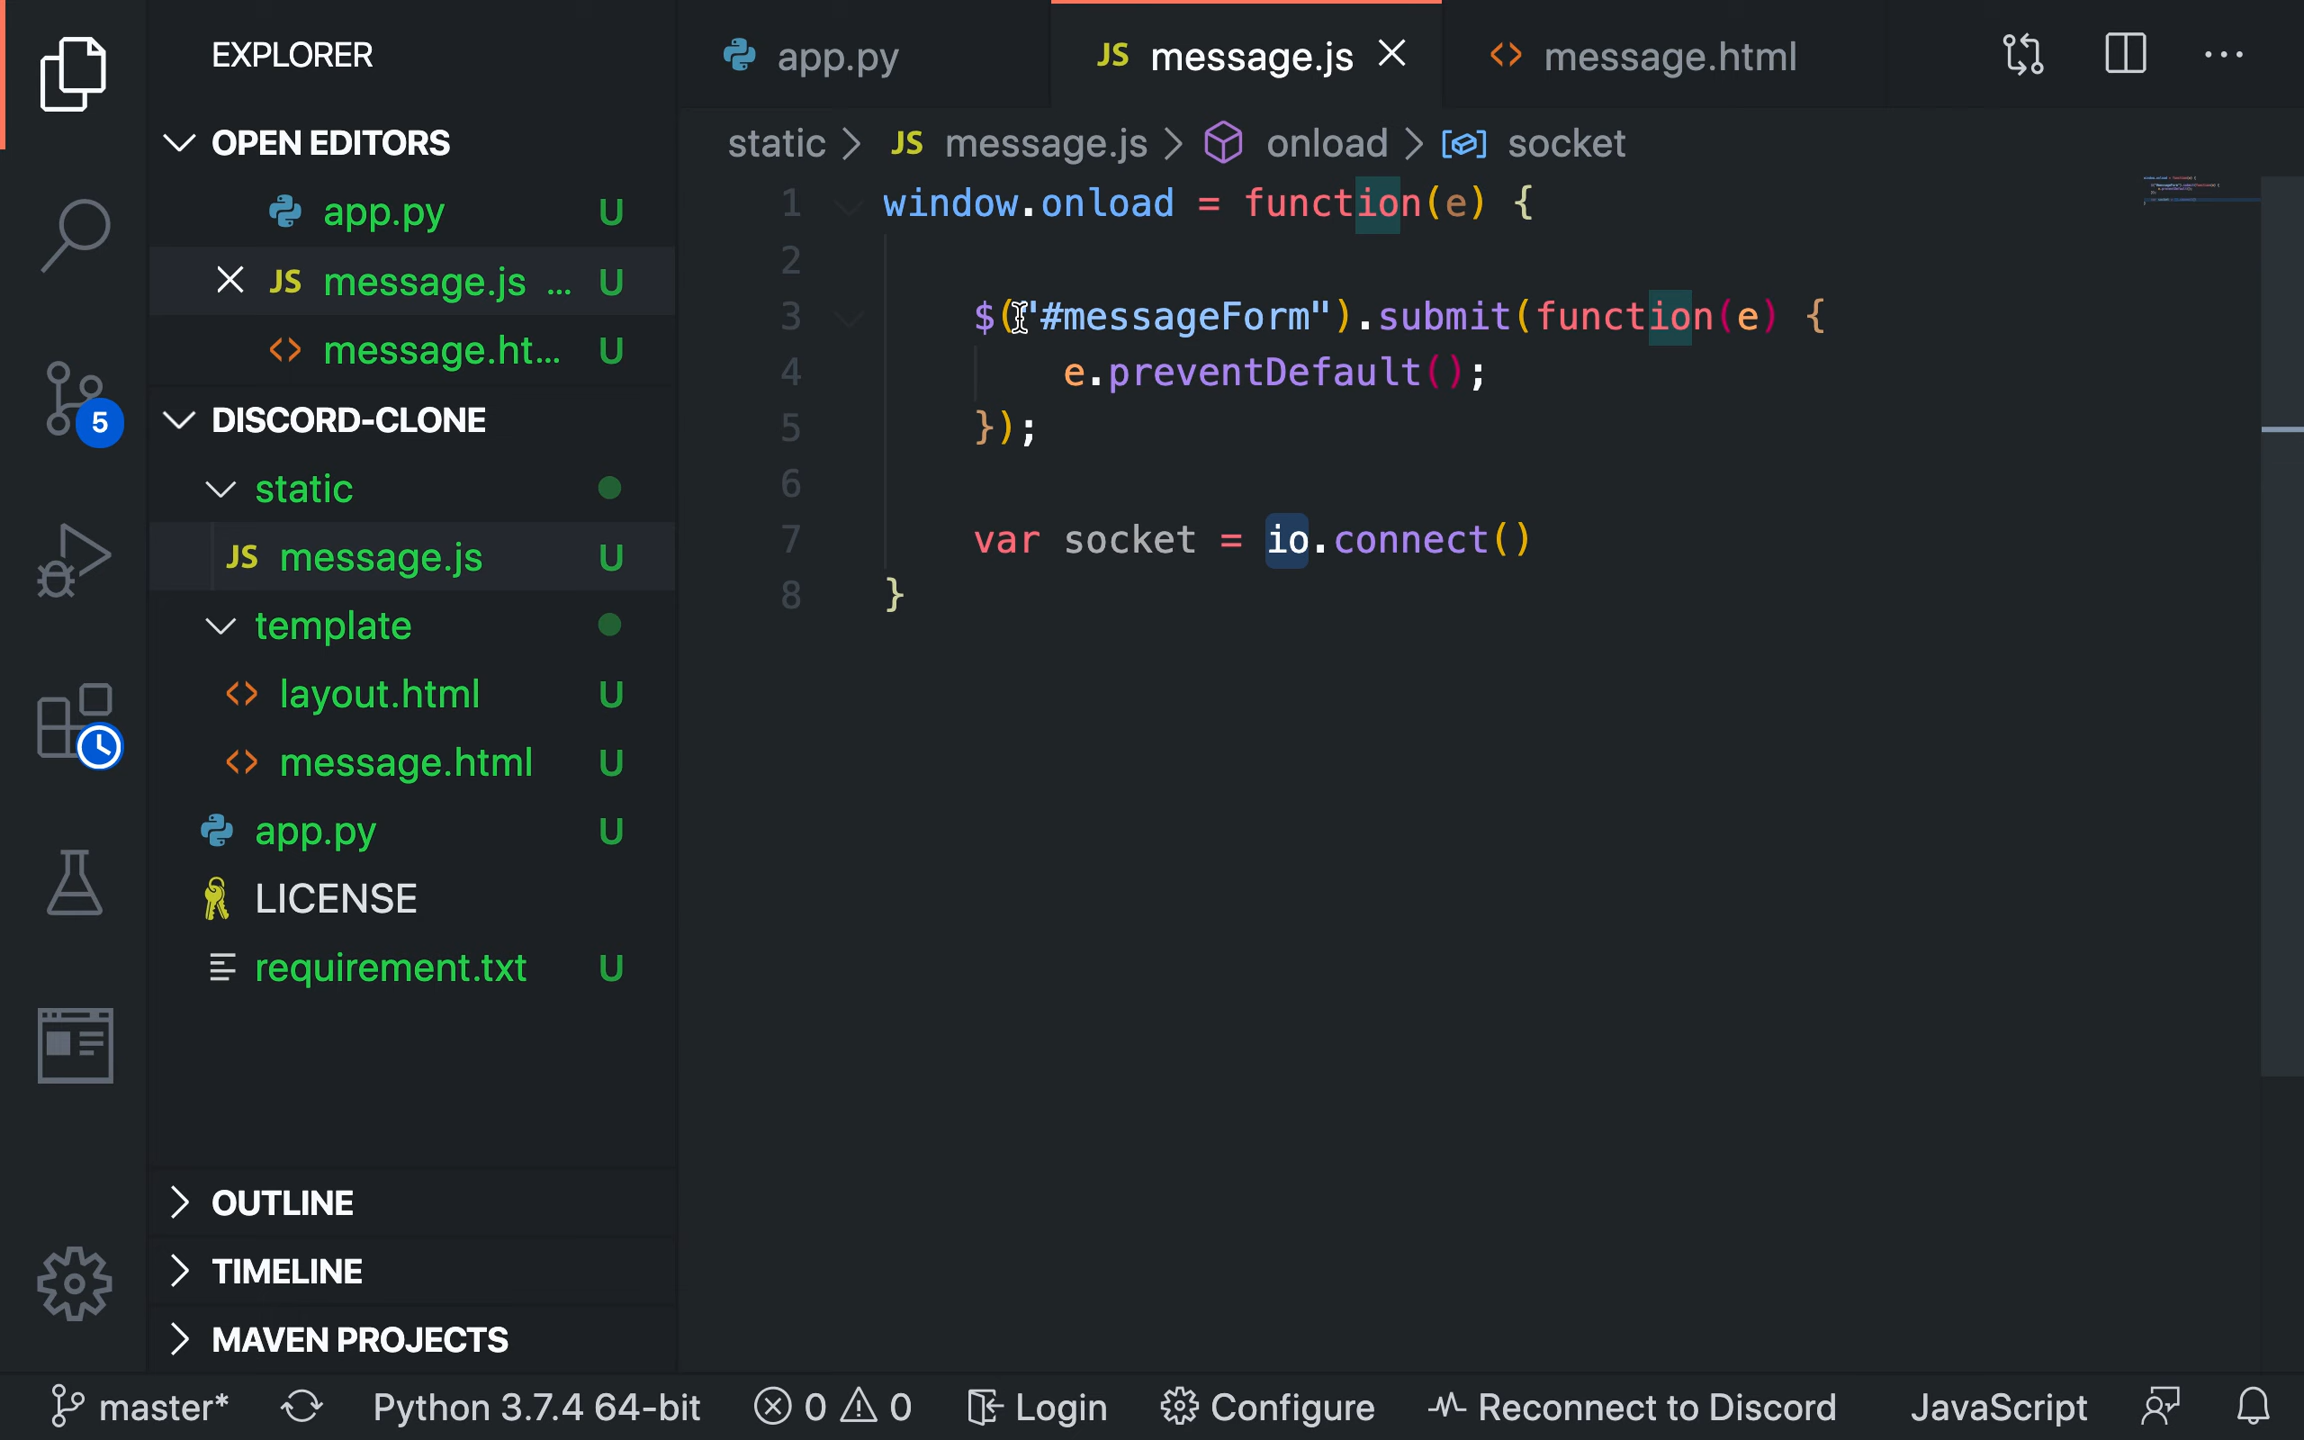 EXPLORER
OPEN EDITORS
app.py U
JS message.js ... U
<> message.ht... U
DISCORD-CLONE
static
JS message.js U
template
<> layout.html U
<> message.html U
app.py U
LICENSE
requirement.txt U
OUTLINE
TIMELINE
MAVEN PROJECTS
5
app.py
JS message.js
<> message.html
...
static > JS message.js > onload > socket
1 window.onload = function(e) {
2
3 $("#messageForm").submit(function(e) {
4 e.preventDefault();
5 });
6
7 var socket = io.connect()
8 }
master* Python 3.7.4 64-bit 0 0 Login Configure Reconnect to Discord JavaScript